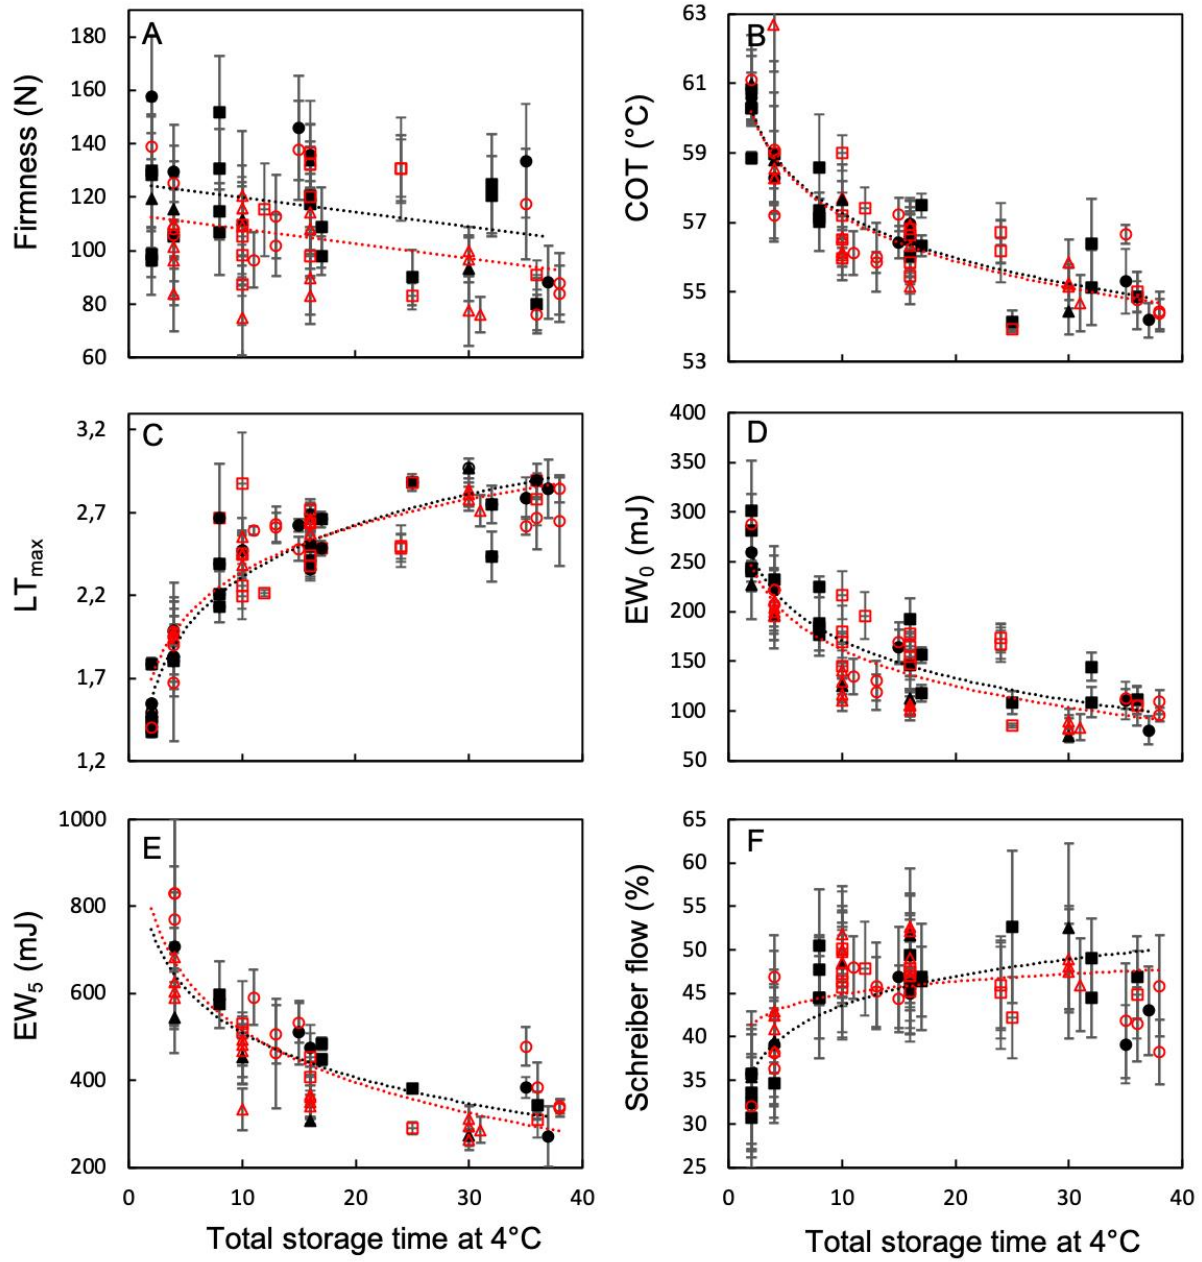 A
Firmness (N)
180
160
140
120
100
80
60
B
COT (°C)
63
61
59
57
55
53
C
LTmax
3,2
2,7
2,2
1,7
1,2
D
EW0 (mJ)
400
350
300
250
200
150
100
50
E
EW5 (mJ)
1000
800
600
400
200
0 10 20 30 40
Total storage time at 4°C
F
Schreiber flow (%)
65
60
55
50
45
40
35
30
25
0 10 20 30 40
Total storage time at 4°C